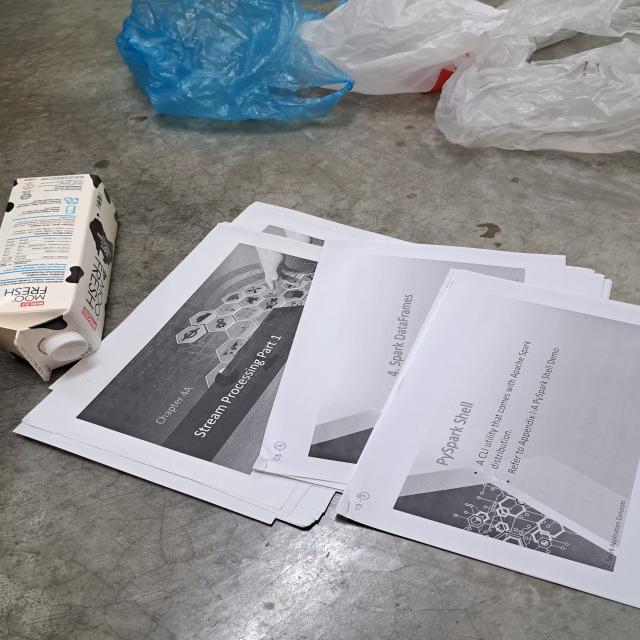 MOO
FRESH
FRESH
Chapter 4A
Stream Processing Part 1
4. Spark DataFrames
PySpark Shell
A CLI utility that comes with Apache Spark
distribution.
Refer to Appendix I-A PySpark Shell Demo